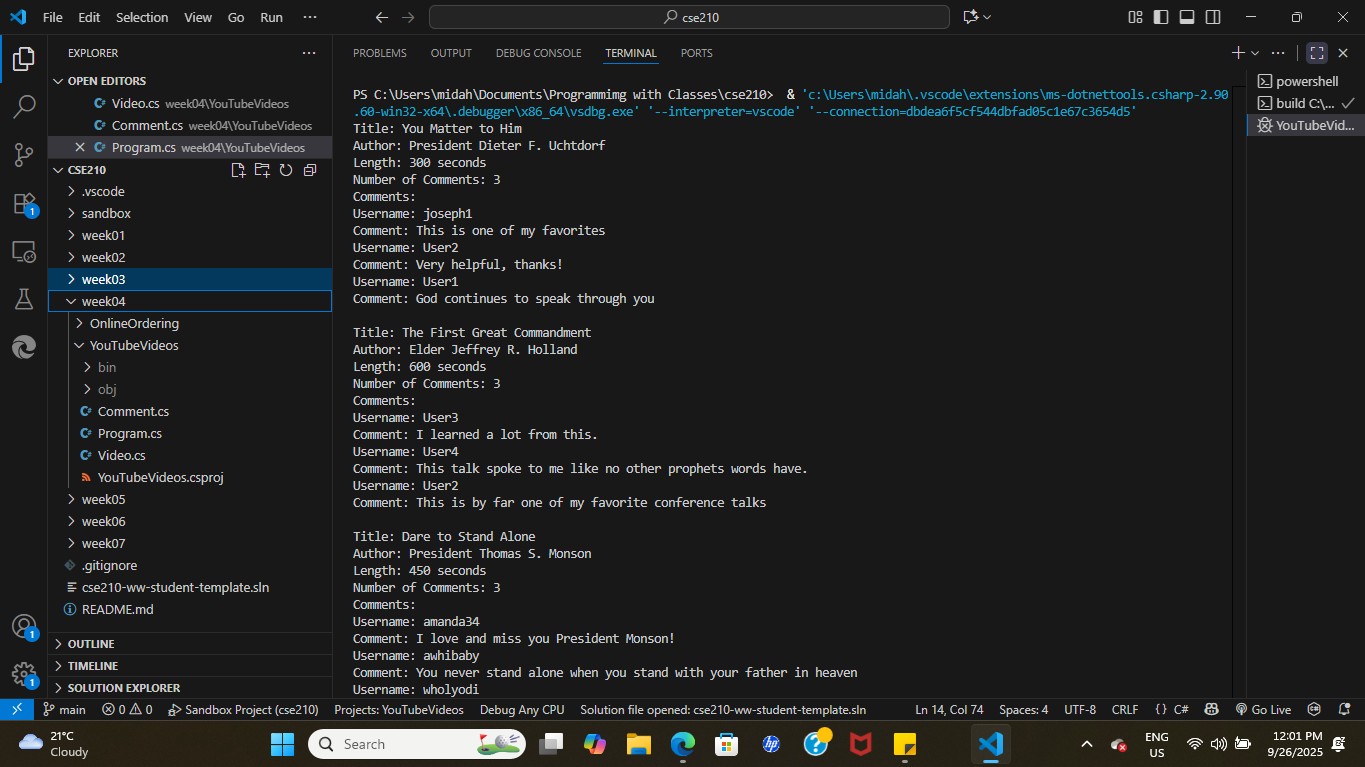 File Edit Selection View Go Run ··· cse210
EXPLORER
OPEN EDITORS
Video.cs week04\YouTubeVideos
Comment.cs week04\YouTubeVideos
Program.cs week04\YouTubeVideos
CSE210
.vscode
sandbox
week01
week02
week03
week04
OnlineOrdering
YouTubeVideos
bin
obj
Comment.cs
Program.cs
Video.cs
YouTubeVideos.csproj
week05
week06
week07
.gitignore
cse210-ww-student-template.sln
README.md
OUTLINE
TIMELINE
SOLUTION EXPLORER
1
1
1
PROBLEMS OUTPUT DEBUG CONSOLE TERMINAL PORTS
PS C:\Users\midah\Documents\Programmimg with Classes\cse210> & 'c:\Users\midah\.vscode\extensions\ms-dotnettools.csharp-2.90
.60-win32-x64\.debugger\x86_64\vsdbg.exe' '--interpreter=vscode' '--connection=dbdea6f5cf544dbfad05c1e67c3654d5'
Title: You Matter to Him
Author: President Dieter F. Uchtdorf
Length: 300 seconds
Number of Comments: 3
Comments:
Username: joseph1
Comment: This is one of my favorites
Username: User2
Comment: Very helpful, thanks!
Username: User1
Comment: God continues to speak through you
Title: The First Great Commandment
Author: Elder Jeffrey R. Holland
Length: 600 seconds
Number of Comments: 3
Comments:
Username: User3
Comment: I learned a lot from this.
Username: User4
Comment: This talk spoke to me like no other prophets words have.
Username: User2
Comment: This is by far one of my favorite conference talks
Title: Dare to Stand Alone
Author: President Thomas S. Monson
Length: 450 seconds
Number of Comments: 3
Comments:
Username: amanda34
Comment: I love and miss you President Monson!
Username: awhibaby
Comment: You never stand alone when you stand with your father in heaven
Username: wholyodi
powershell
build C:\...
YouTubeVid...
main 0 0 Sandbox Project (cse210) Projects: YouTubeVideos Debug Any CPU Solution file opened: cse210-ww-student-template.sln Ln 14, Col 74 Spaces: 4 UTF-8 CRLF {} C# Go Live
21°C
Cloudy
Search
hp
ENG
US
12:01 PM
9/26/2025